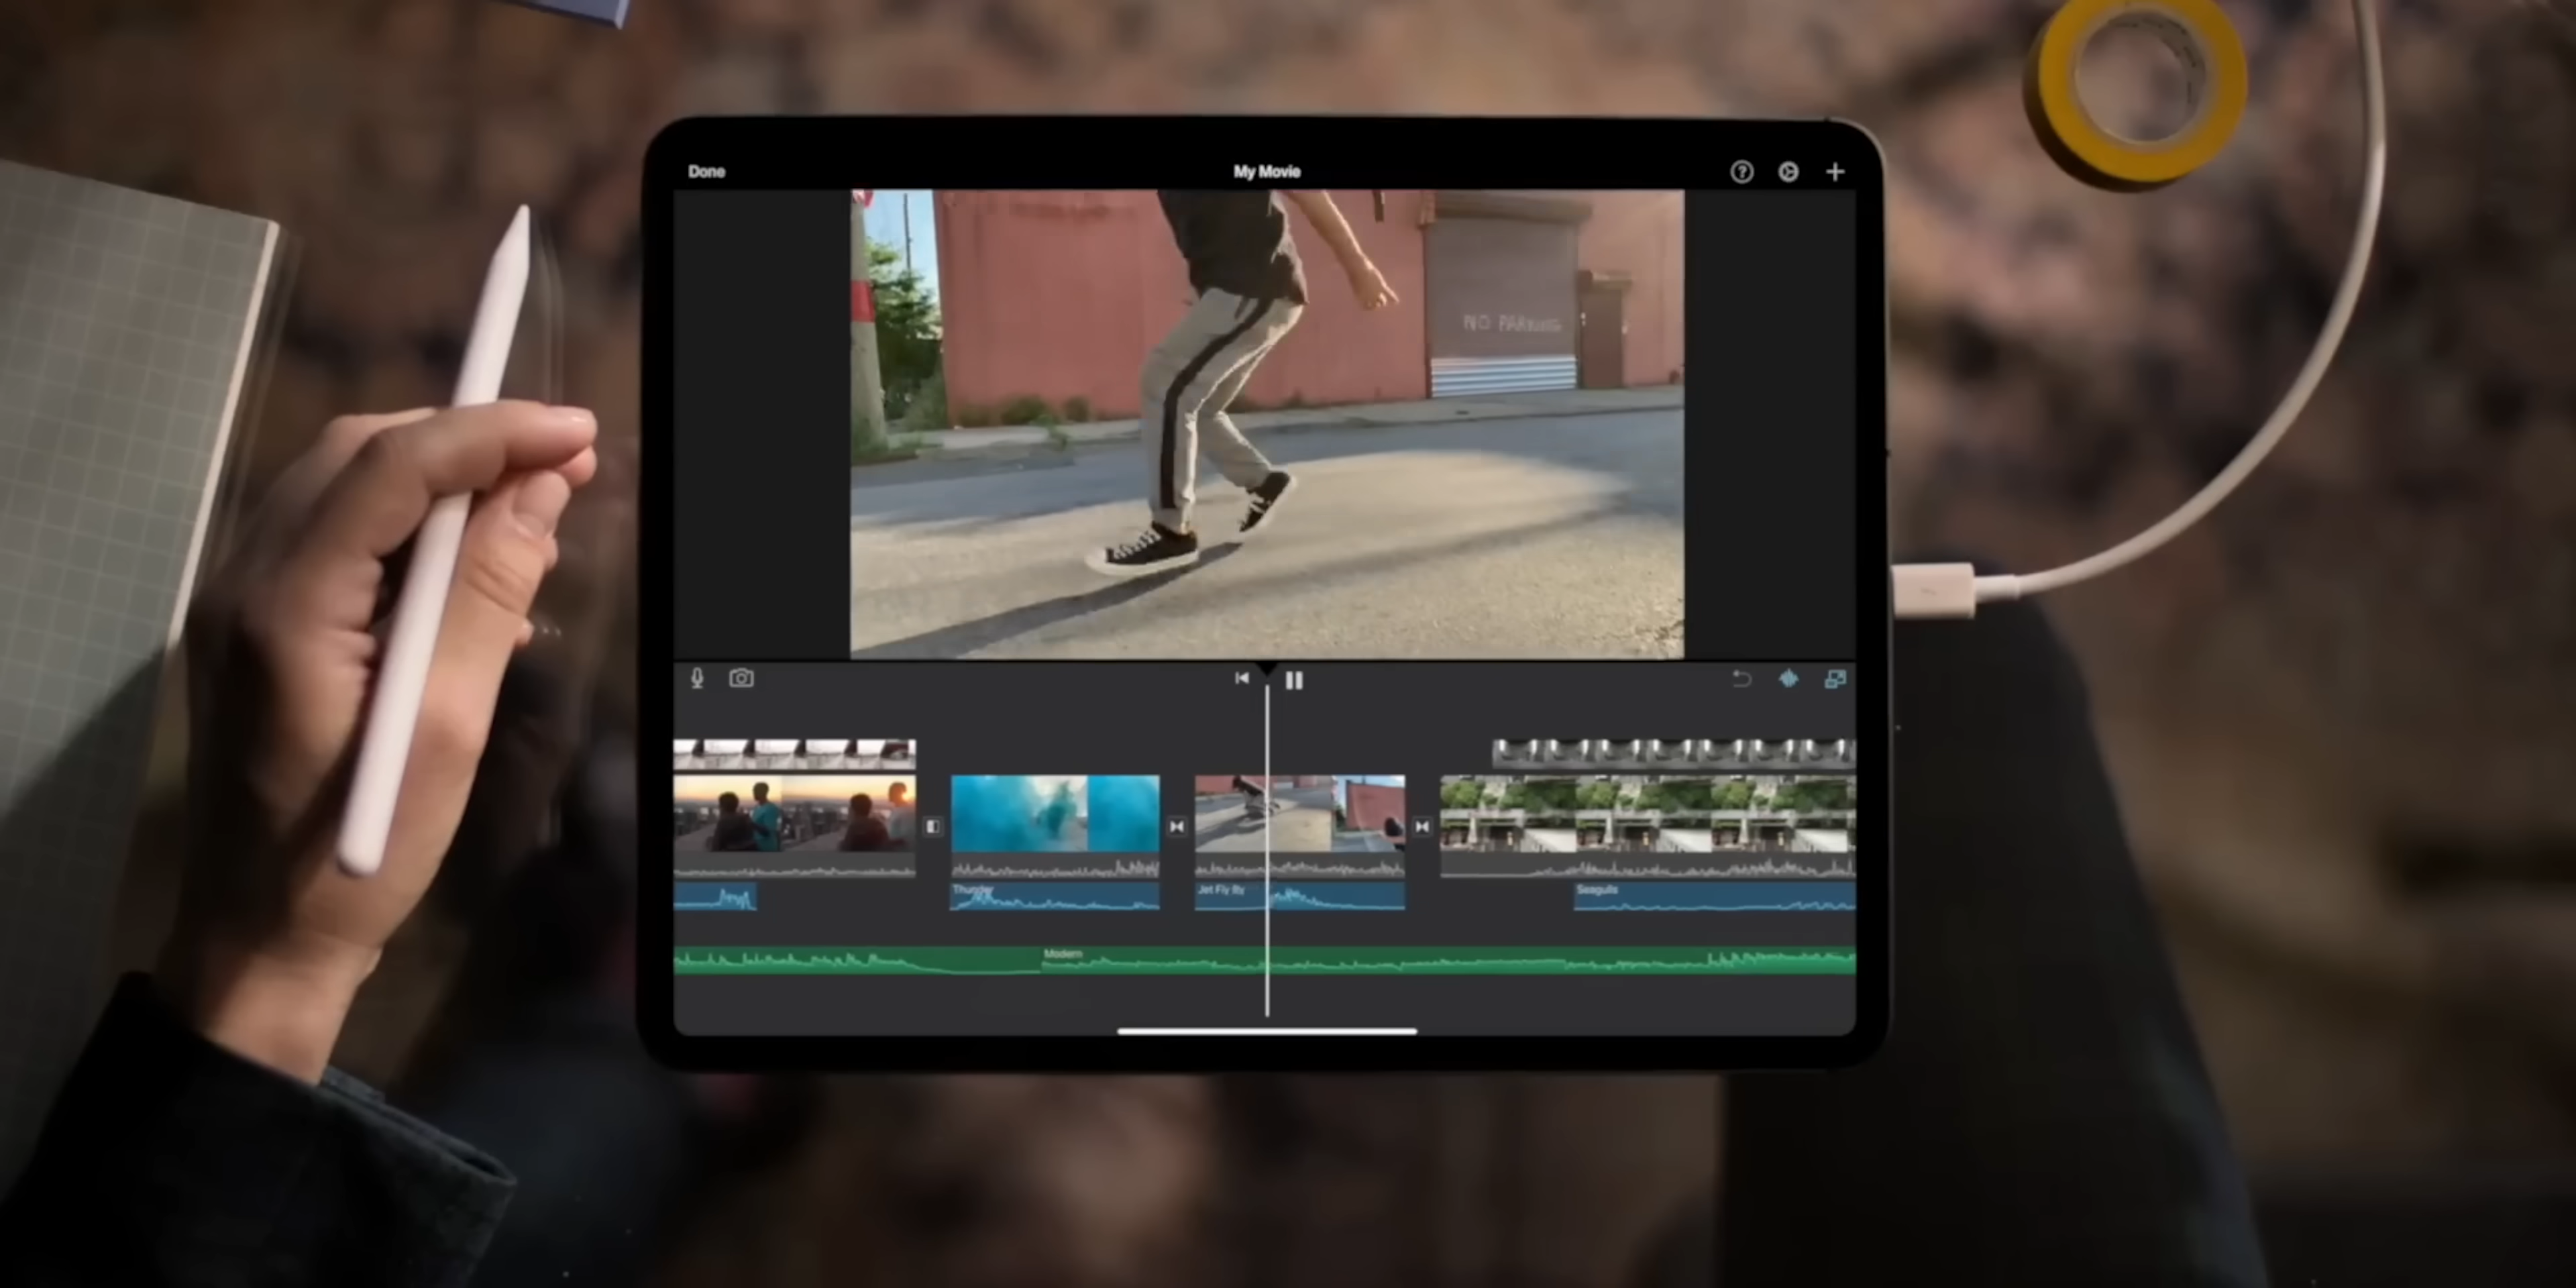 Done
My Movie
?
NO PARKING
Thunder
Jet Fly By
Seagulls
Modern